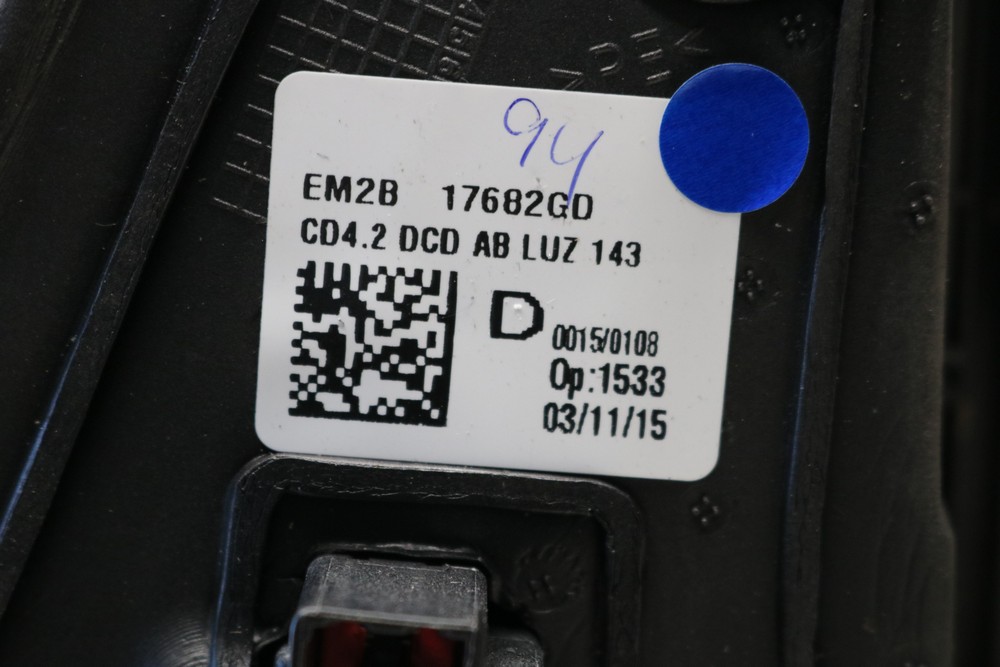 94
EM2B 17682GD
CD4.2 DCD AB LUZ 143
D
0015/0108
Op:1533
03/11/15